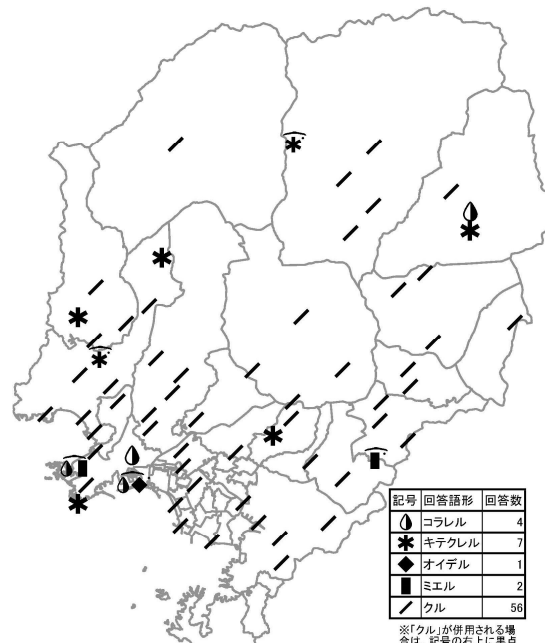 記号 回答語形 回答数
コラレル 4
キテクレル 7
オイデル 1
ミエル 2
クル 56
※「クル」が併用される場
合は、記号の右上に黒点